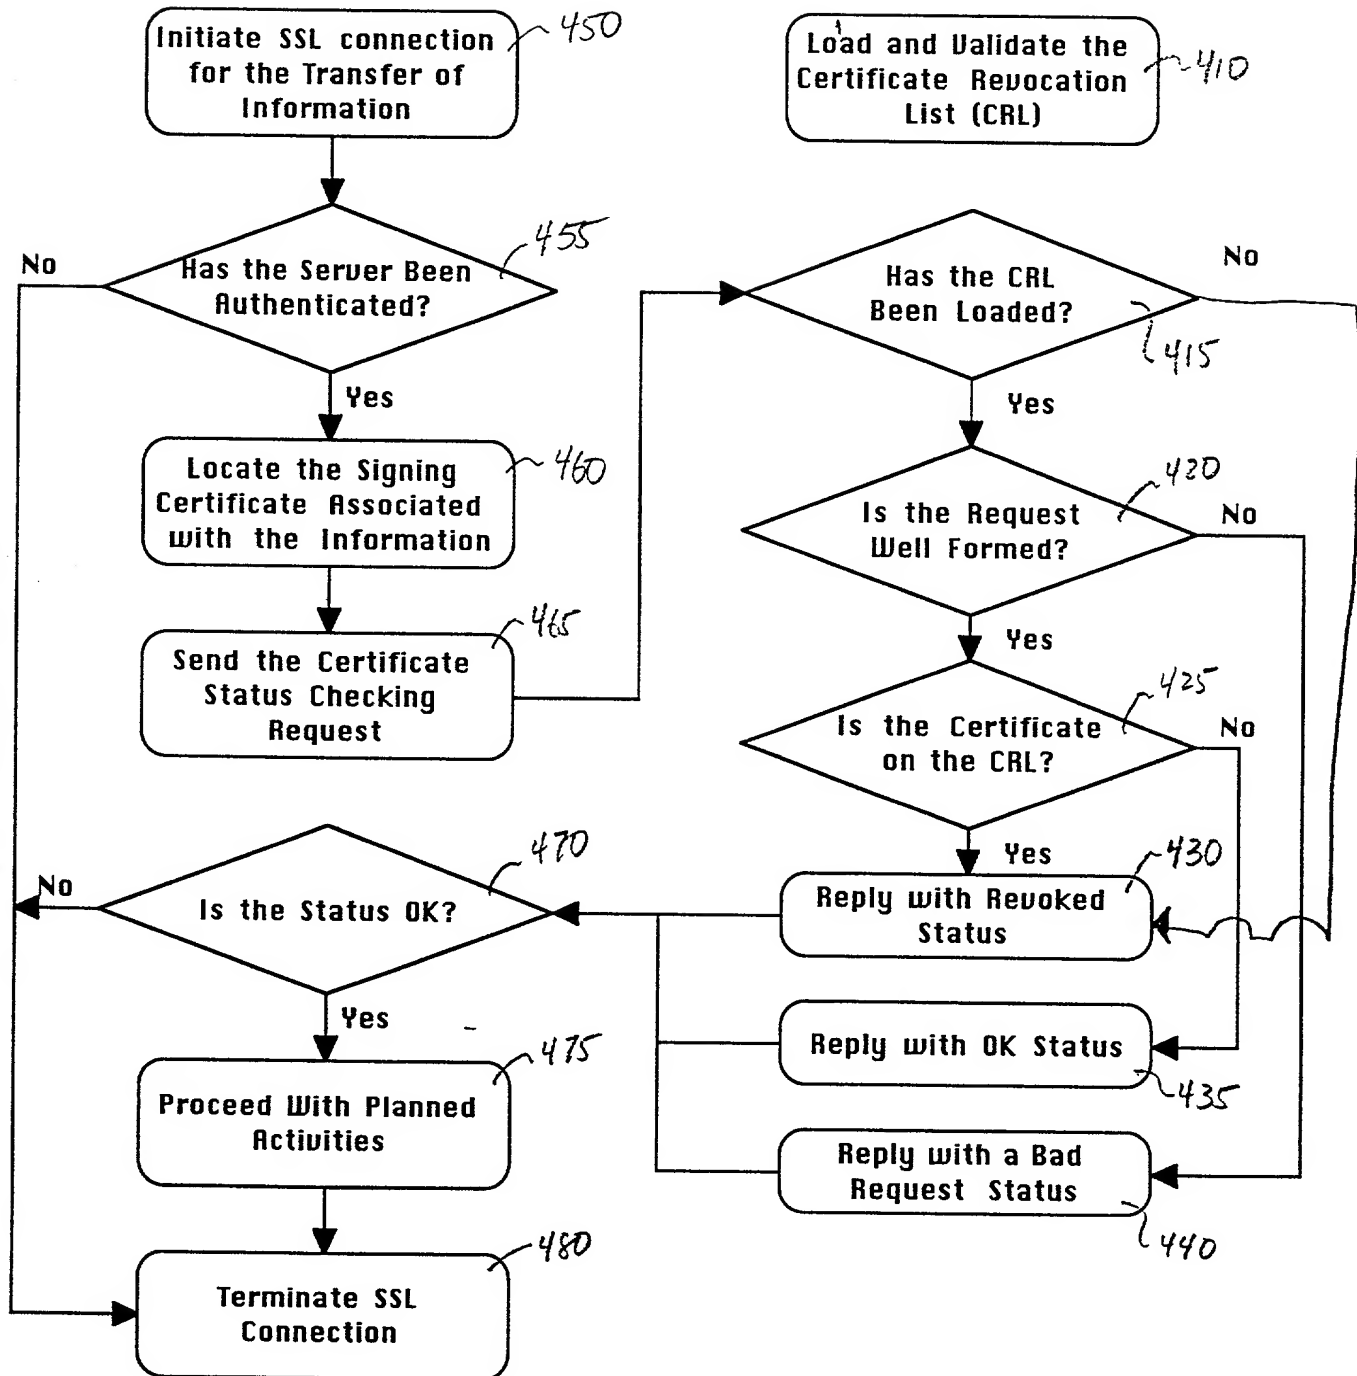 Initiate SSL connection
for the Transfer of
Information
450
Load and Validate the
Certificate Revocation
List (CRL)
410
No
Has the Server Been
Authenticated?
455
Yes
Locate the Signing
Certificate Associated
with the Information
460
Send the Certificate
Status Checking
Request
465
Has the CRL
Been Loaded?
415
No
Yes
Is the Request
Well Formed?
420
No
Yes
Is the Certificate
on the CRL?
425
No
Yes
Reply with Revoked
Status
430
Reply with OK Status
435
Reply with a Bad
Request Status
440
Is the Status OK?
470
No
Yes
Proceed With Planned
Activities
475
Terminate SSL
Connection
480